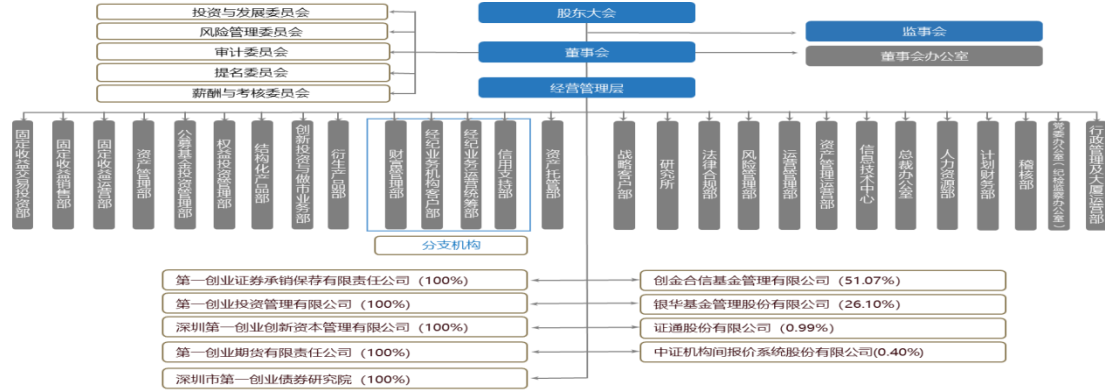 投资与发展委员会
风险管理委员会
审计委员会
提名委员会
薪酬与考核委员会
股东大会
董事会
经营管理层
监事会
董事会办公室
固定收益交易投资部
固定收益销售部
固定收益运营部
资产管理部
公募基金投资管理部
权益投资管理部
结构化产品部
创新投资与做市业务部
衍生产品部
财富管理部
经纪业务机构客户部
经纪业务运营统筹部
信用支持部
资产托管部
战略客户部
研究所
法律合规部
风险管理部
运营管理部
资产管理运营部
信息技术中心
总裁办公室
人力资源部
计划财务部
稽核部
党委办公室(纪检监察办公室)
行政管理及大厦运营部
分支机构
第一创业证券承销保荐有限责任公司 (100%)
第一创业投资管理有限公司 (100%)
深圳第一创业创新资本管理有限公司 (100%)
第一创业期货有限责任公司 (100%)
深圳市第一创业债券研究院 (100%)
创金合信基金管理有限公司 (51.07%)
银华基金管理股份有限公司 (26.10%)
证通股份有限公司 (0.99%)
中证机构间报价系统股份有限公司(0.40%)